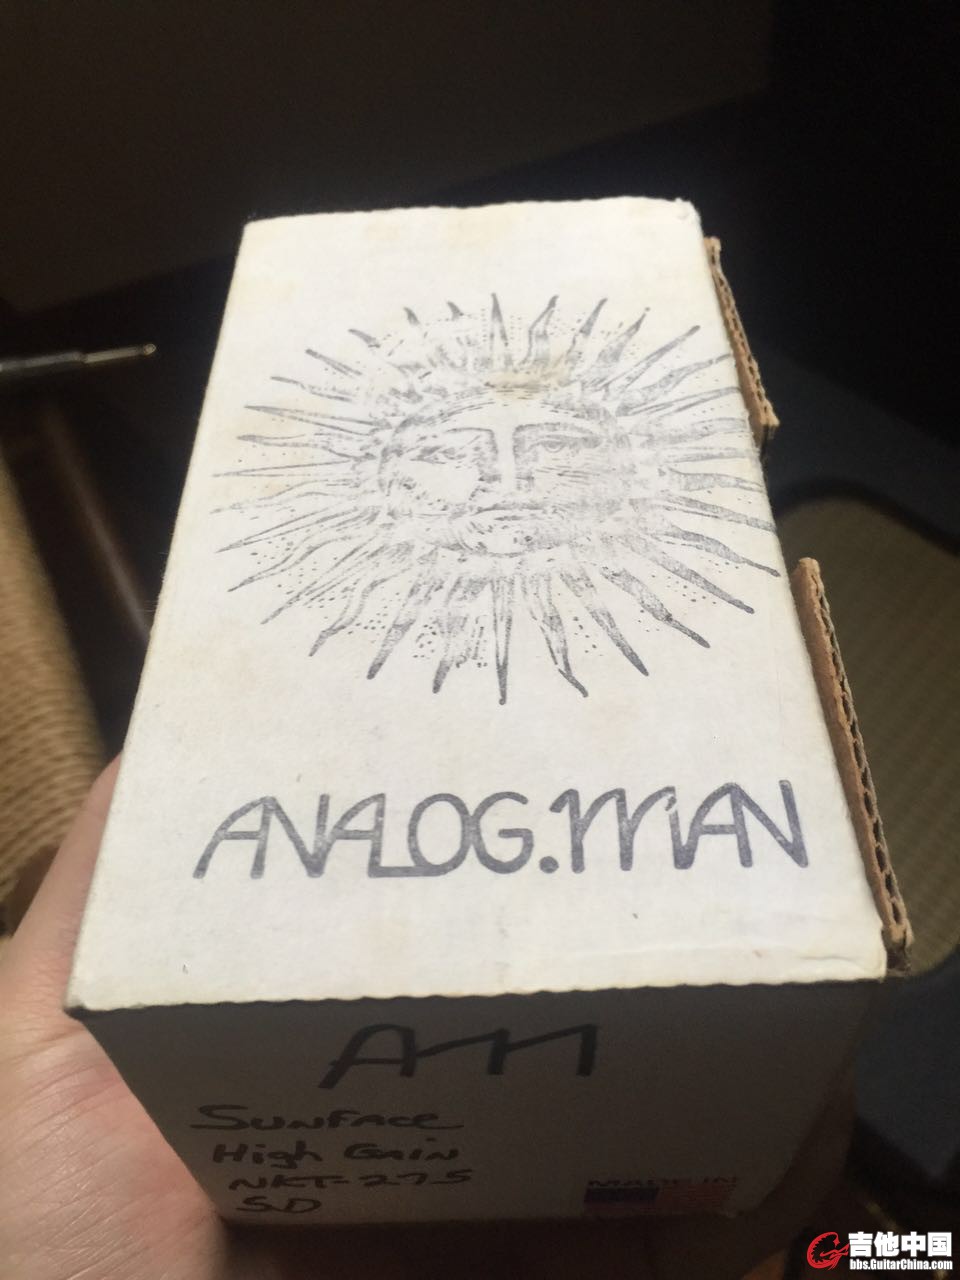 ANALOG.MAN
AM
SUNFACE
High Gain
NKT-275
SD
MADE IN
吉他中国
bbs.GuitarChina.com